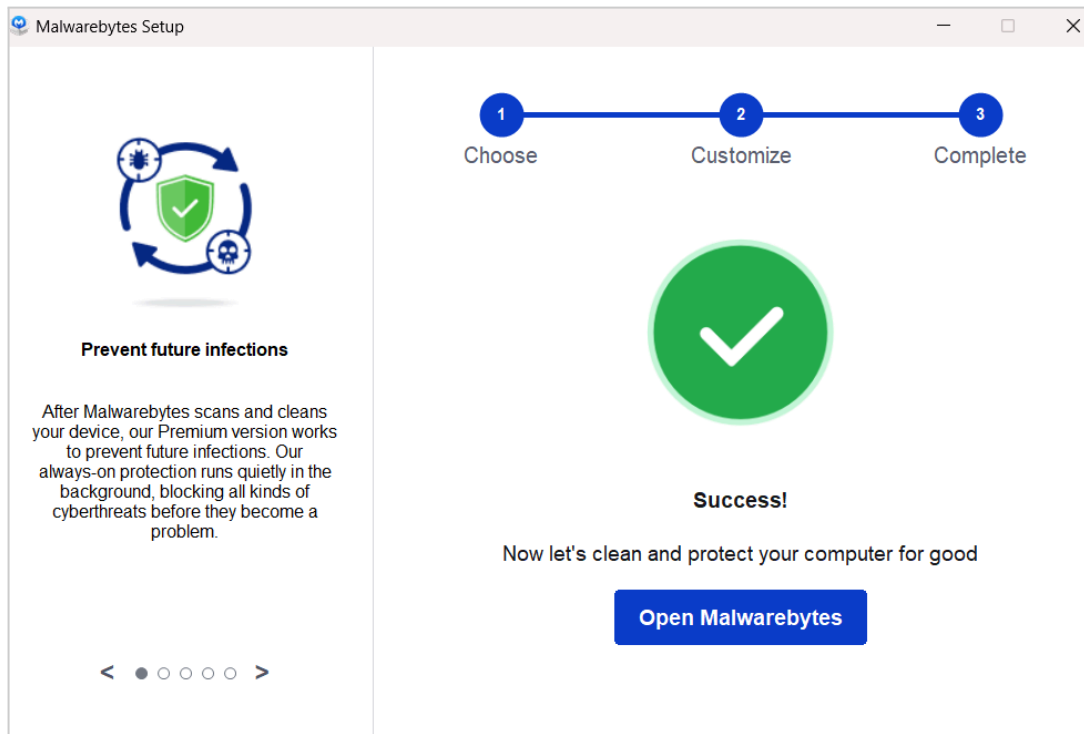 Malwarebytes Setup
1
2
3
Choose
Customize
Complete
Prevent future infections
After Malwarebytes scans and cleans
your device, our Premium version works
to prevent future infections. Our
always-on protection runs quietly in the
background, blocking all kinds of
cyberthreats before they become a
problem.
Success!
Now let's clean and protect your computer for good
Open Malwarebytes